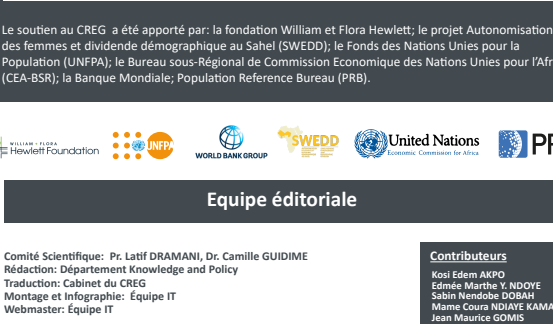 Le soutien au CREG a été apporté par: la fondation William et Flora Hewlett; le projet Autonomisation
des femmes et dividende démographique au Sahel (SWEDD); le Fonds des Nations Unies pour la
Population (UNFPA); le Bureau sous-Régional de Commission Economique des Nations Unies pour l'Afr
(CEA-BSR); la Banque Mondiale; Population Reference Bureau (PRB).
WILLIAM + FLORA
Hewlett Foundation
UNFPA
WORLD BANK GROUP
SWEDD
United Nations
Economic Commission for Africa
PR
Equipe éditoriale
Comité Scientifique: Pr. Latif DRAMANI, Dr. Camille GUIDIME
Rédaction: Département Knowledge and Policy
Traduction: Cabinet du CREG
Montage et Infographie: Équipe IT
Webmaster: Équipe IT
Contributeurs
Kosi Edem AKPO
Edmée Marthe Y. NDOYE
Sabin Nendobe DOBAH
Mame Coura NDIAYE KAMA
Jean Maurice GOMIS